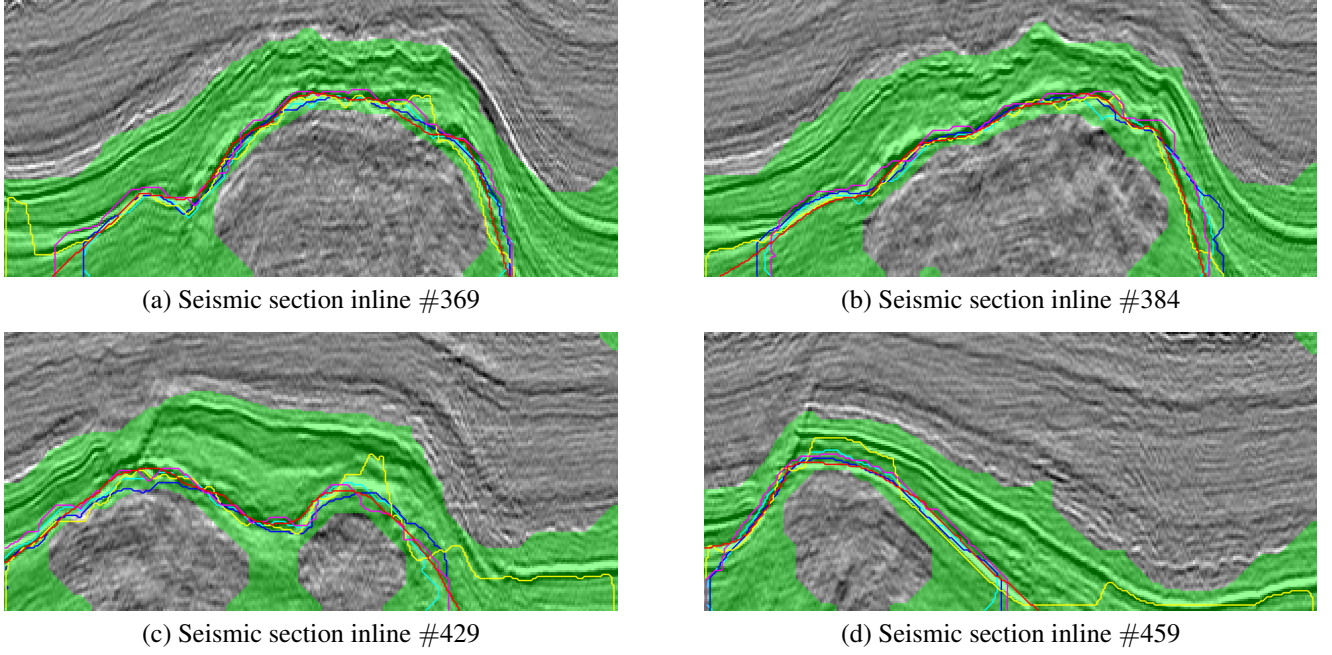 (a) Seismic section inline #369
(b) Seismic section inline #384
(c) Seismic section inline #429
(d) Seismic section inline #459